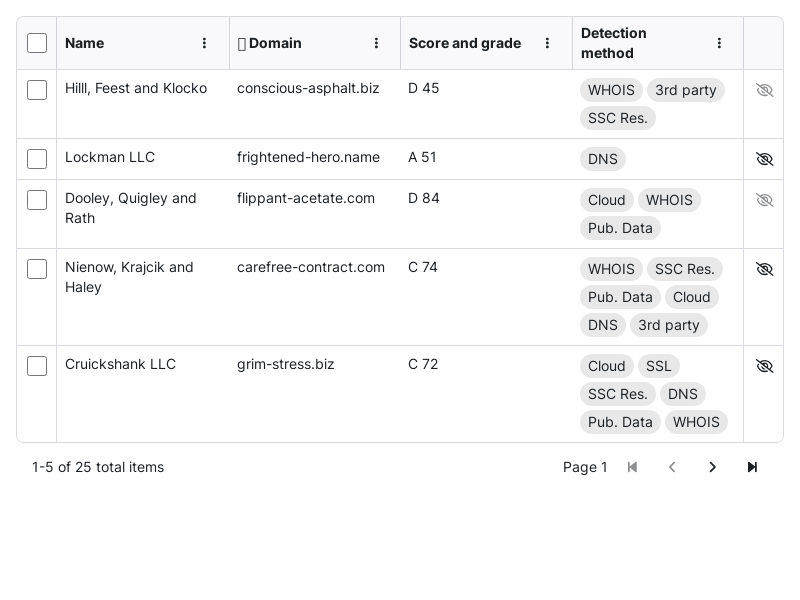 Name
Domain
Score and grade
Detection
method
Hilll, Feest and Klocko
conscious-asphalt.biz
D 45
WHOIS 3rd party
SSC Res.
Lockman LLC
frightened-hero.name
A 51
DNS
Dooley, Quigley and
Rath
flippant-acetate.com
D 84
Cloud WHOIS
Pub. Data
Nienow, Krajcik and
Haley
carefree-contract.com
C 74
WHOIS SSC Res.
Pub. Data Cloud
DNS 3rd party
Cruickshank LLC
grim-stress.biz
C 72
Cloud SSL
SSC Res. DNS
Pub. Data WHOIS
1-5 of 25 total items
Page 1